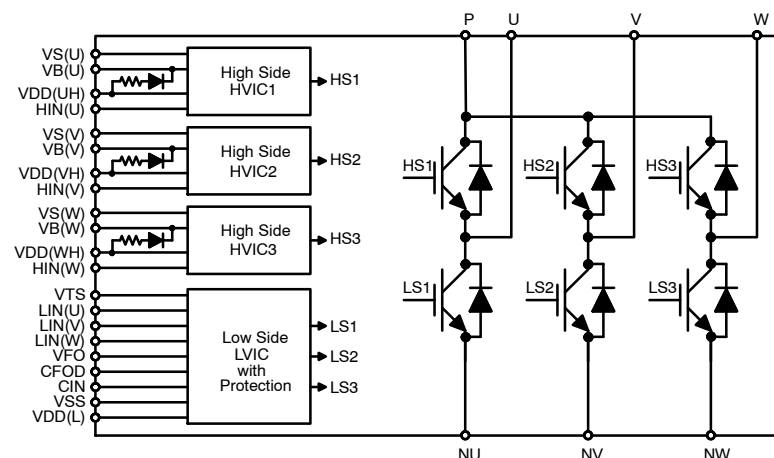 P U V W
VS(U)
VB(U)
VDD(UH)
HIN(U)
High Side
HVIC1
HS1
VS(V)
VB(V)
VDD(VH)
HIN(V)
High Side
HVIC2
HS2
VS(W)
VB(W)
VDD(WH)
HIN(W)
High Side
HVIC3
HS3
VTS
LIN(U)
LIN(V)
LIN(W)
VFO
CFOD
CIN
VSS
VDD(L)
Low Side
LVIC
with
Protection
LS1
LS2
LS3
HS1 HS2 HS3
LS1 LS2 LS3
NU NV NW